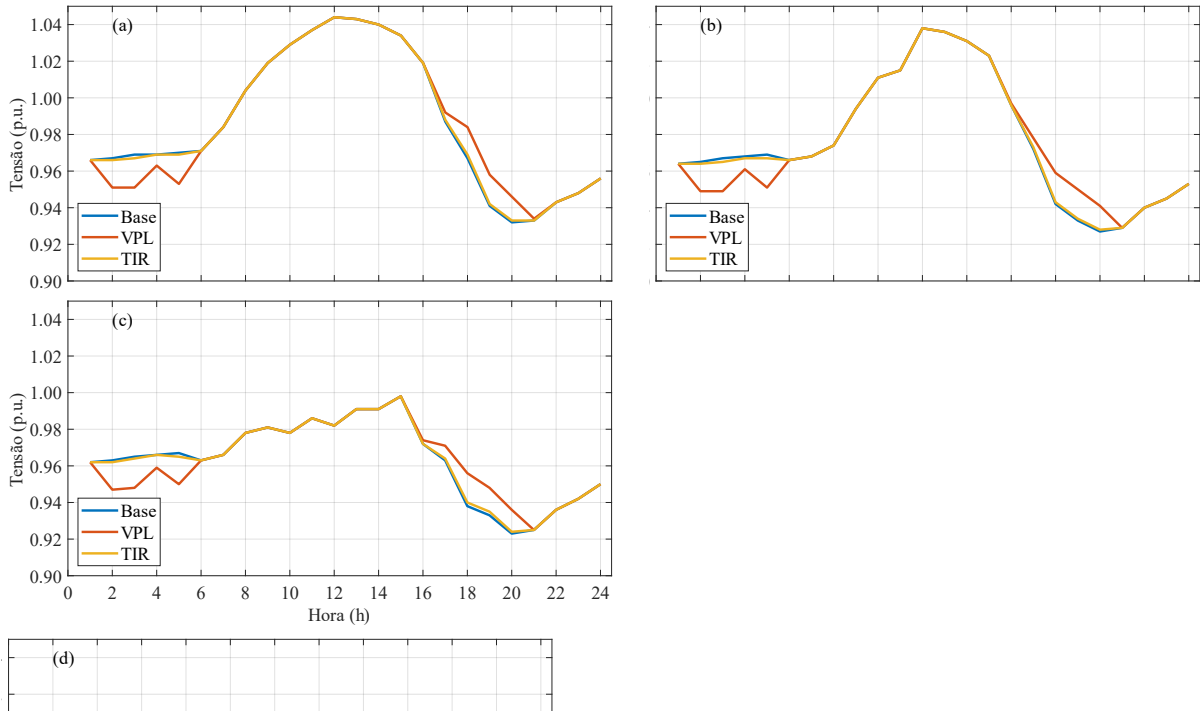 1.04
(a)
1.02
1.00
0.98
0.96
0.94
0.92
0.90
Tensão (p.u.)
Base
VPL
TIR
(b)
Base
VPL
TIR
1.04
(c)
1.02
1.00
0.98
0.96
0.94
0.92
0.90
Tensão (p.u.)
Base
VPL
TIR
0 2 4 6 8 10 12 14 16 18 20 22 24
Hora (h)
(d)